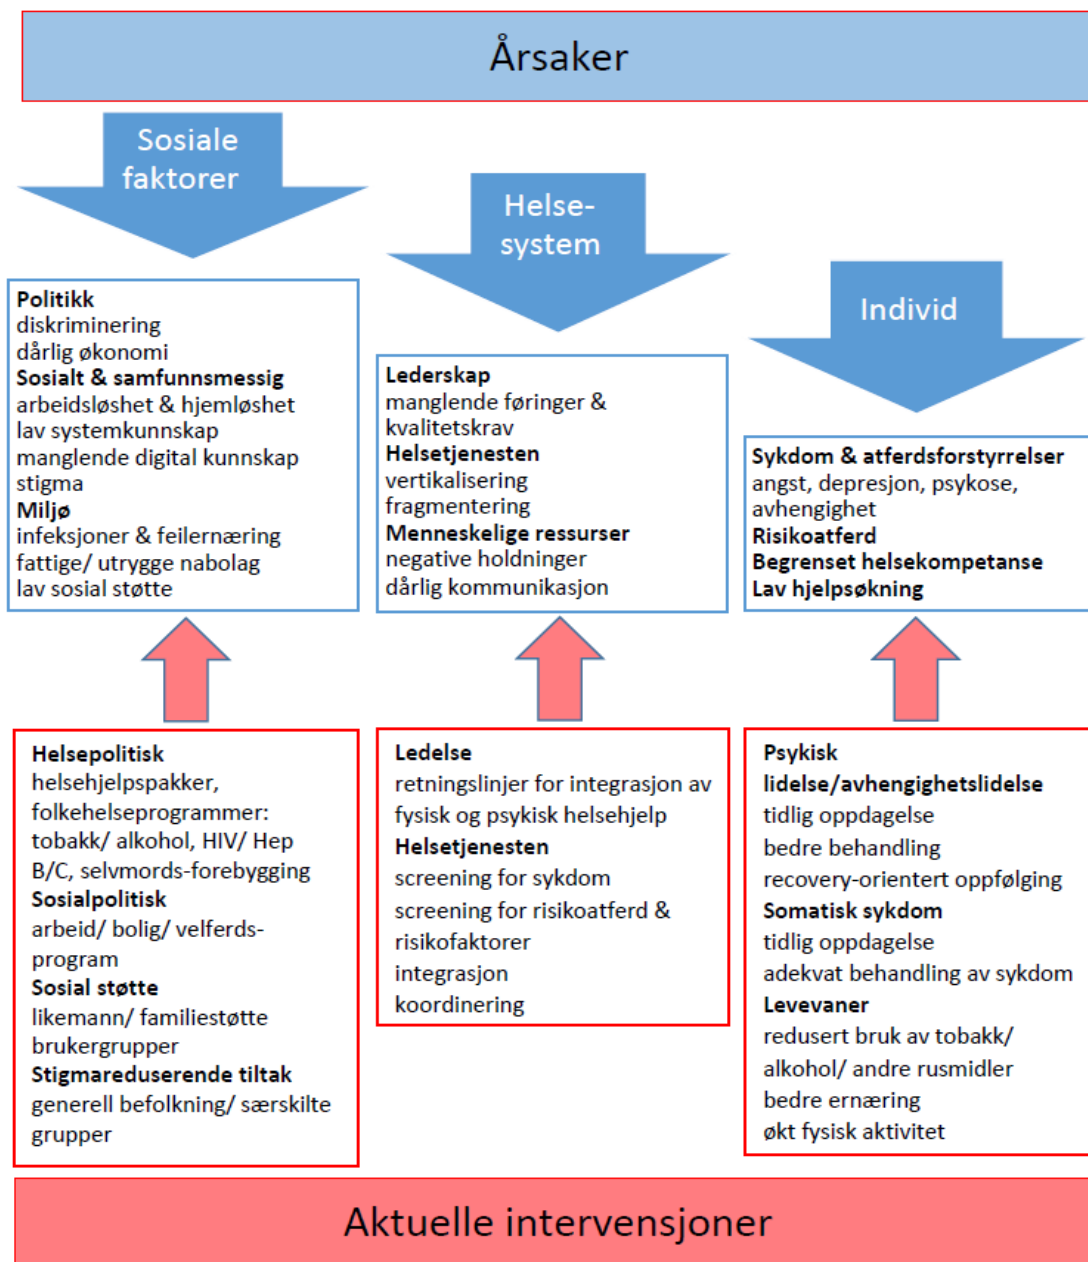 Årsaker
Sosiale
faktorer
Helse-
system
Individ
Politikk
diskriminering
dårlig økonomi
Sosialt & samfunnsmessig
arbeidsløshet & hjemløshet
lav systemkunnskap
manglende digital kunnskap
stigma
Miljø
infeksjoner & feilernæring
fattige/ utrygge nabolag
lav sosial støtte
Lederskap
manglende føringer &
kvalitetskrav
Helsetjenesten
vertikalisering
fragmentering
Menneskelige ressurser
negative holdninger
dårlig kommunikasjon
Sykdom & atferdsforstyrrelser
angst, depresjon, psykose,
avhengighet
Risikoatferd
Begrenset helsekompetanse
Lav hjelpsøkning
Helsepolitisk
helsehjelpspakker,
folkehelseprogrammer:
tobakk/ alkohol, HIV/ Hep
B/C, selvmords-forebygging
Sosialpolitisk
arbeid/ bolig/ velferds-
program
Sosial støtte
likemann/ familiestøtte
brukergrupper
Stigmareduserende tiltak
generell befolkning/ særskilte
grupper
Ledelse
retningslinjer for integrasjon av
fysisk og psykisk helsehjelp
Helsetjenesten
screening for sykdom
screening for risikoatferd &
risikofaktorer
integrasjon
koordinering
Psykisk
lidelse/avhengighetslidelse
tidlig oppdagelse
bedre behandling
recovery-orientert oppfølging
Somatisk sykdom
tidlig oppdagelse
adekvat behandling av sykdom
Levevaner
redusert bruk av tobakk/
alkohol/ andre rusmidler
bedre ernæring
økt fysisk aktivitet
Aktuelle intervensjoner